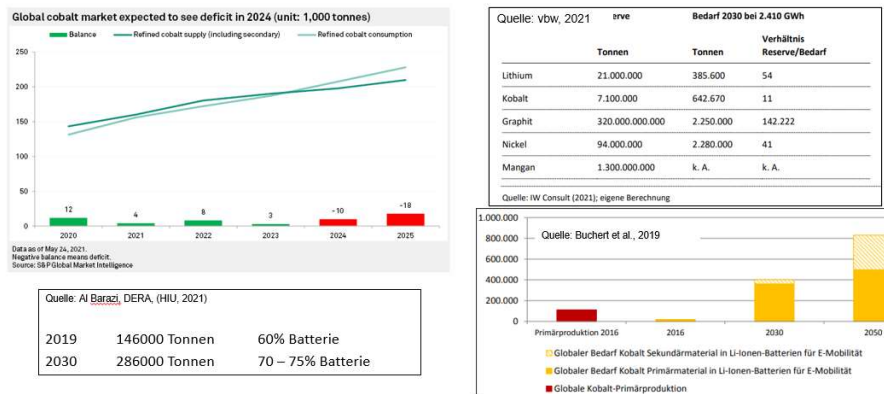 Global cobalt market expected to see deficit in 2024 (unit: 1,000 tonnes)
Balance Refined cobalt supply (including secondary) Refined cobalt consumption
250
200
150
100
50
0
12 4 8 3 -10 -18
2020 2021 2022 2023 2024 2025
Data as of May 24, 2021.
Negative balance means deficit.
Source: S&P Global Market Intelligence
Quelle: Al Barazi, DERA, (HIU, 2021)
2019 146000 Tonnen 60% Batterie
2030 286000 Tonnen 70 – 75% Batterie
Quelle: vbw, 2021 erve Bedarf 2030 bei 2.410 GWh
Verhältnis
Tonnen Tonnen Reserve/Bedarf
Lithium 21.000.000 385.600 54
Kobalt 7.100.000 642.670 11
Graphit 320.000.000.000 2.250.000 142.222
Nickel 94.000.000 2.280.000 41
Mangan 1.300.000.000 k. A. k. A.
Quelle: IW Consult (2021); eigene Berechnung
1.000.000
Quelle: Buchert et al., 2019
800.000
600.000
400.000
200.000
0
Primärproduktion 2016 2016 2030 2050
Globaler Bedarf Kobalt Sekundärmaterial in Li-Ionen-Batterien für E-Mobilität
Globaler Bedarf Kobalt Primärmaterial in Li-Ionen-Batterien für E-Mobilität
Globale Kobalt-Primärproduktion